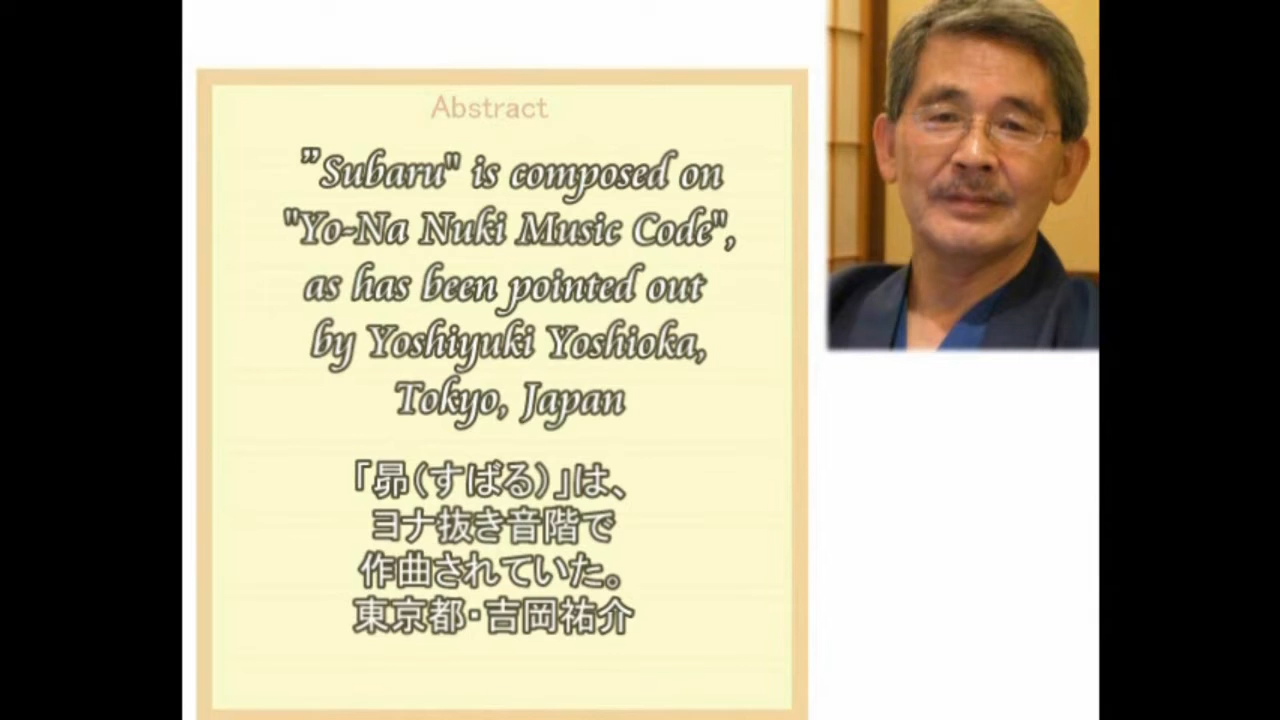 Abstract
”Subaru" is composed on
"Yo-Na Nuki Music Code",
as has been pointed out
by Yoshiyuki Yoshioka,
Tokyo, Japan
「昴(すばる)」は、
ヨナ抜き音階で
作曲されていた。
東京都・吉岡祐介